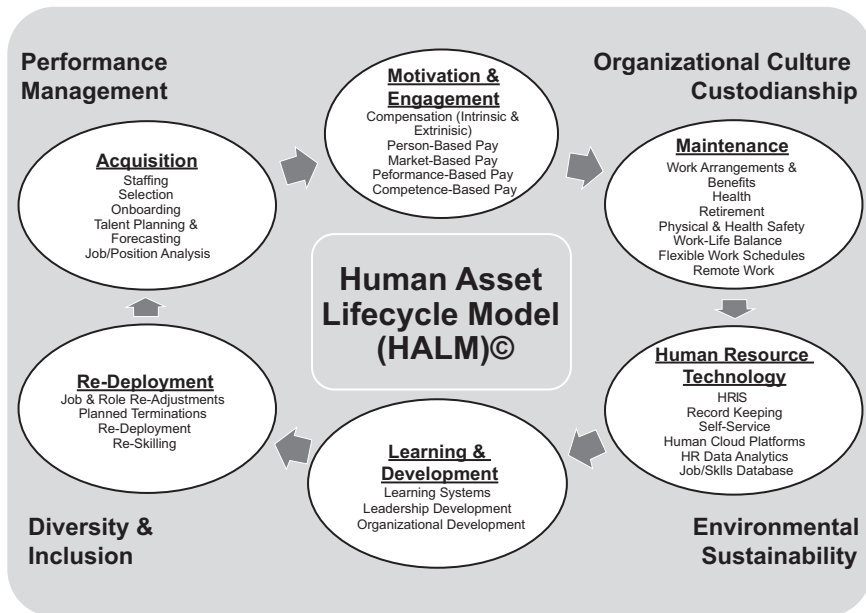 Performance
Management
Organizational Culture
Custodianship
Motivation &
Engagement
Compensation (Intrinsic &
Extrinisic)
Person-Based Pay
Market-Based Pay
Peformance-Based Pay
Competence-Based Pay
Acquisition
Staffing
Selection
Onboarding
Talent Planning &
Forecasting
Job/Position Analysis
Maintenance
Work Arrangements &
Benefits
Health
Retirement
Physical & Health Safety
Work-Life Balance
Flexible Work Schedules
Remote Work
Human Asset
Lifecycle Model
(HALM)©
Re-Deployment
Job & Role Re-Adjustments
Planned Terminations
Re-Deployment
Re-Skilling
Human Resource
Technology
HRIS
Record Keeping
Self-Service
Human Cloud Platforms
HR Data Analytics
Job/Sklls Database
Learning &
Development
Learning Systems
Leadership Development
Organizational Development
Diversity &
Inclusion
Environmental
Sustainability